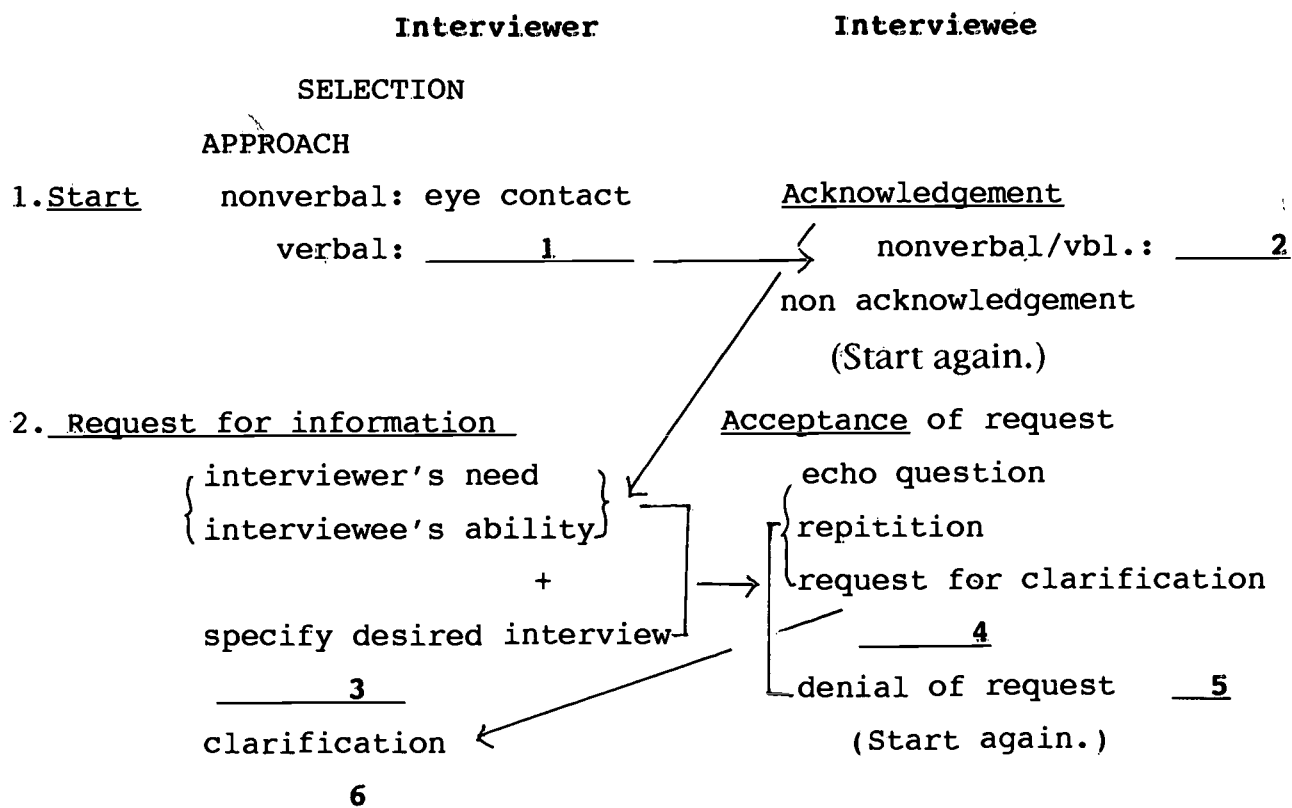 Interviewer Interviewee
SELECTION
APPROACH
1. Start nonverbal: eye contact Acknowledgement
verbal: 1 nonverbal/vbl.: 2
non acknowledgement
(Start again.)
2. Request for information Acceptance of request
interviewer's need echo question
interviewee's ability repitition
+ request for clarification
specify desired interview 4
3 denial of request 5
clarification (Start again.)
6